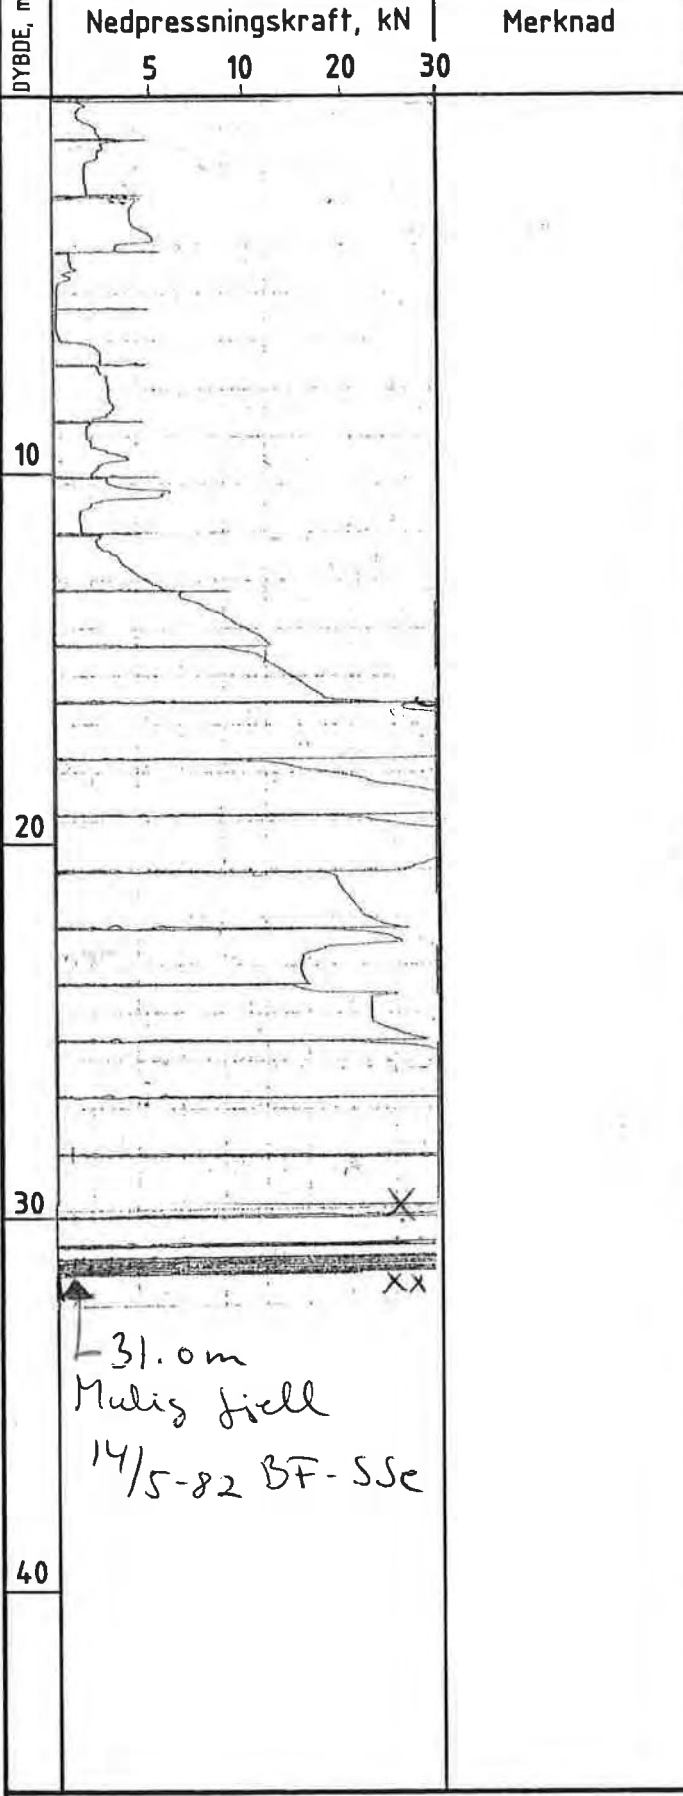 DYBDE, m
Nedpressningskraft, kN
Merknad
5 10 20 30
10
20
30
X
Xx
31.0m
Mulig fjell
14/5-82 BF-SSe
40